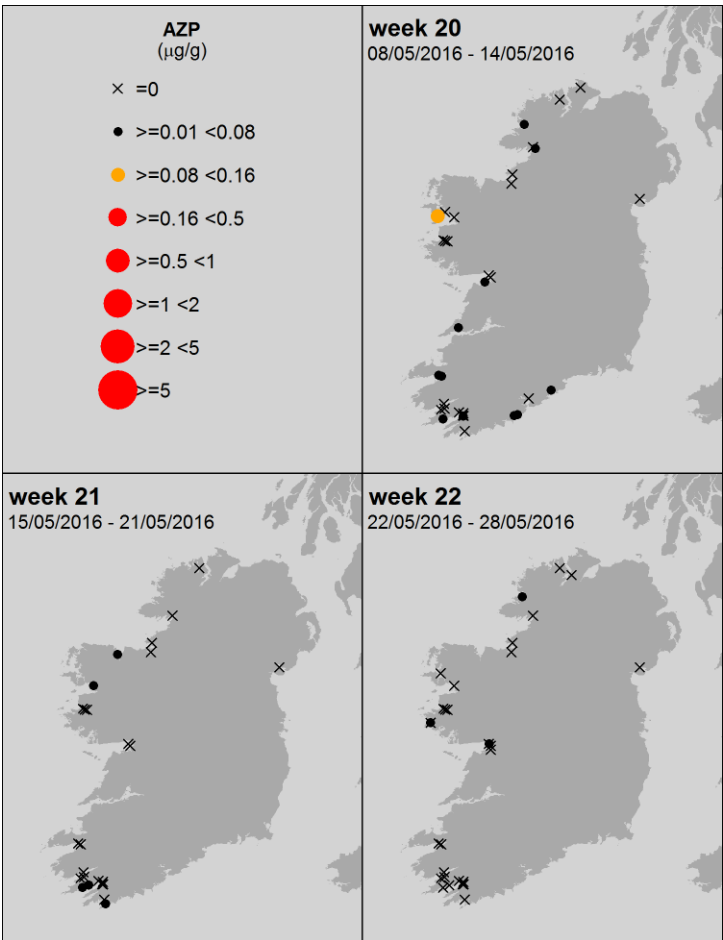 AZP
(µg/g)
=0
>=0.01 <0.08
>=0.08 <0.16
>=0.16 <0.5
>=0.5 <1
>=1 <2
>=2 <5
>=5
week 20
08/05/2016 - 14/05/2016
week 21
15/05/2016 - 21/05/2016
week 22
22/05/2016 - 28/05/2016